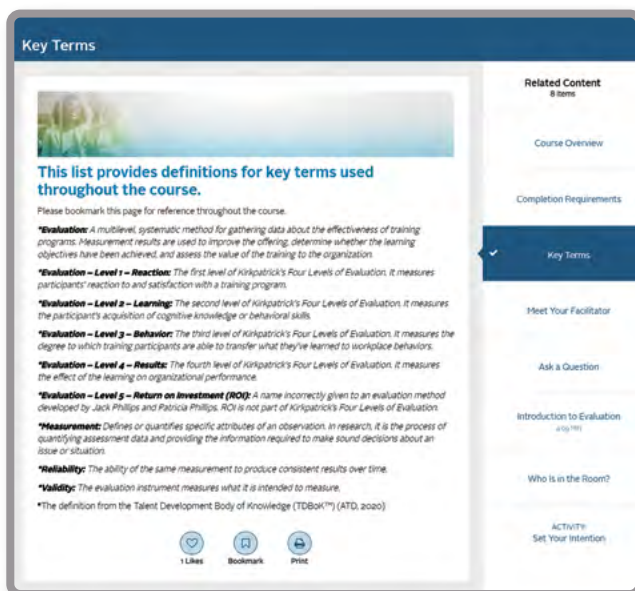 Key Terms
This list provides definitions for key terms used
throughout the course.
Please bookmark this page for reference throughout the course.
*Evaluation: A multilevel, systematic method for gathering data about the effectiveness of training
programs. Measurement results are used to improve the offering, determine whether the learning
objectives have been achieved, and assess the value of the training to the organization.
*Evaluation – Level 1 – Reaction: The first level of Kirkpatrick's Four Levels of Evaluation. It measures
participants' reaction to and satisfaction with a training program.
*Evaluation – Level 2 – Learning: The second level of Kirkpatrick's Four Levels of Evaluation. It measures
the participant's acquisition of cognitive knowledge or behavioral skills.
*Evaluation – Level 3 – Behavior: The third level of Kirkpatrick's Four Levels of Evaluation. It measures the
degree to which training participants are able to transfer what they've learned to workplace behaviors.
*Evaluation – Level 4 – Results: The fourth level of Kirkpatrick's Four Levels of Evaluation. It measures
the effect of the learning on organizational performance.
*Evaluation – Level 5 – Return on Investment (ROI): A name incorrectly given to an evaluation method
developed by Jack Phillips and Patricia Phillips. ROI is not part of Kirkpatrick's Four Levels of Evaluation.
*Measurement: Defines or quantifies specific attributes of an observation. In research, it is the process of
quantifying assessment data and providing the information required to make sound decisions about an
issue or situation.
*Reliability: The ability of the same measurement to produce consistent results over time.
*Validity: The evaluation instrument measures what it is intended to measure.
*The definition from the Talent Development Body of Knowledge (TDBoK™) (ATD, 2020)
1 Likes
Bookmark
Print
Related Content
8 items
Course Overview
Completion Requirements
Key Terms
Meet Your Facilitator
Ask a Question
Introduction to Evaluation
Who Is in the Room?
ACTIVITY:
Set Your Intention